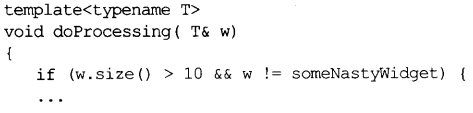 template<typename T>
void doProcessing( T& w)
{
if (w.size() > 10 && w != someNastyWidget) {
...